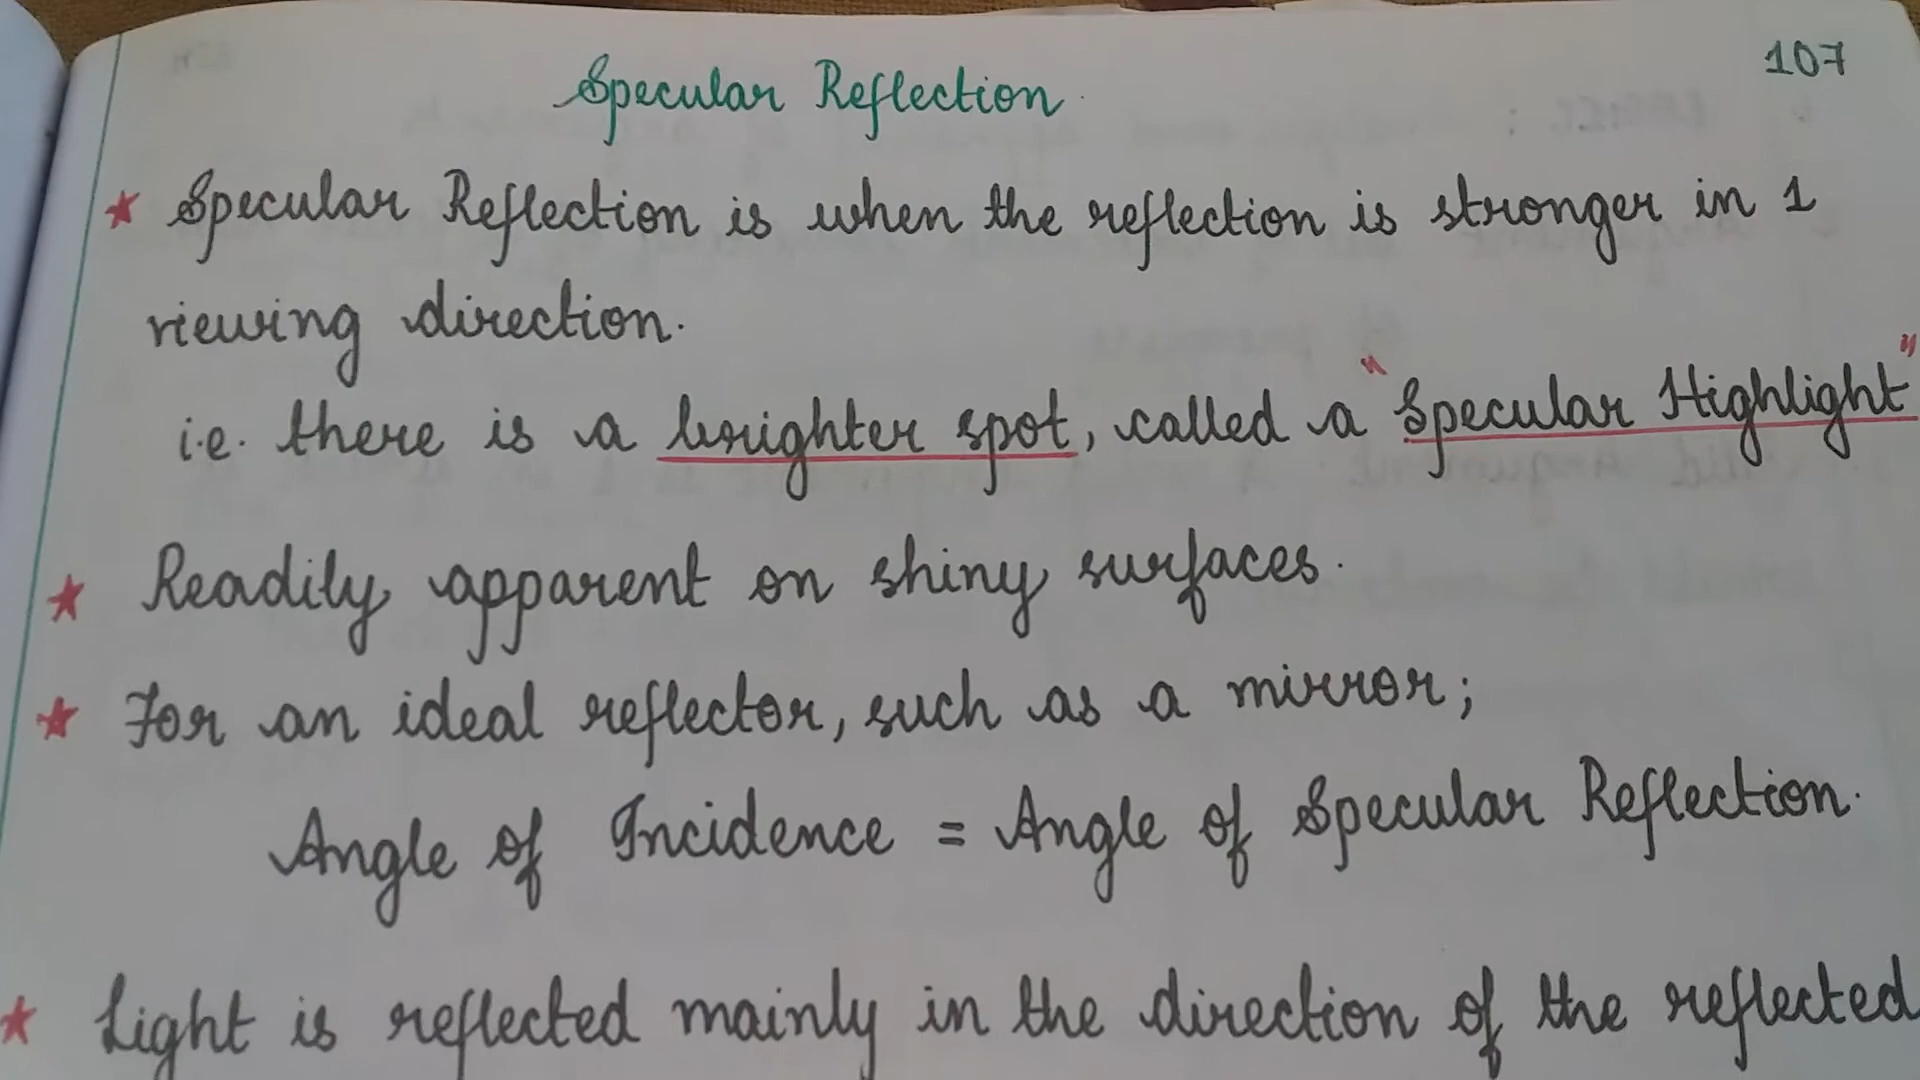 107
Specular Reflection
★ Specular Reflection is when the reflection is stronger in 1
viewing direction.
i.e. there is a brighter spot, called a "Specular Highlight"
★ Readily apparent on shiny surfaces.
★ For an ideal reflector, such as a mirror;
Angle of Incidence = Angle of Specular Reflection.
★ Light is reflected mainly in the direction of the reflected